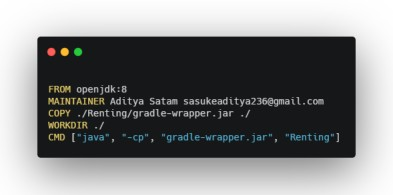 FROM openjdk:8
MAINTAINER Aditya Satam sasukeaditya236@gmail.com
COPY ./Renting/gradle-wrapper.jar ./
WORKDIR ./
CMD ["java", "-cp", "gradle-wrapper.jar", "Renting"]